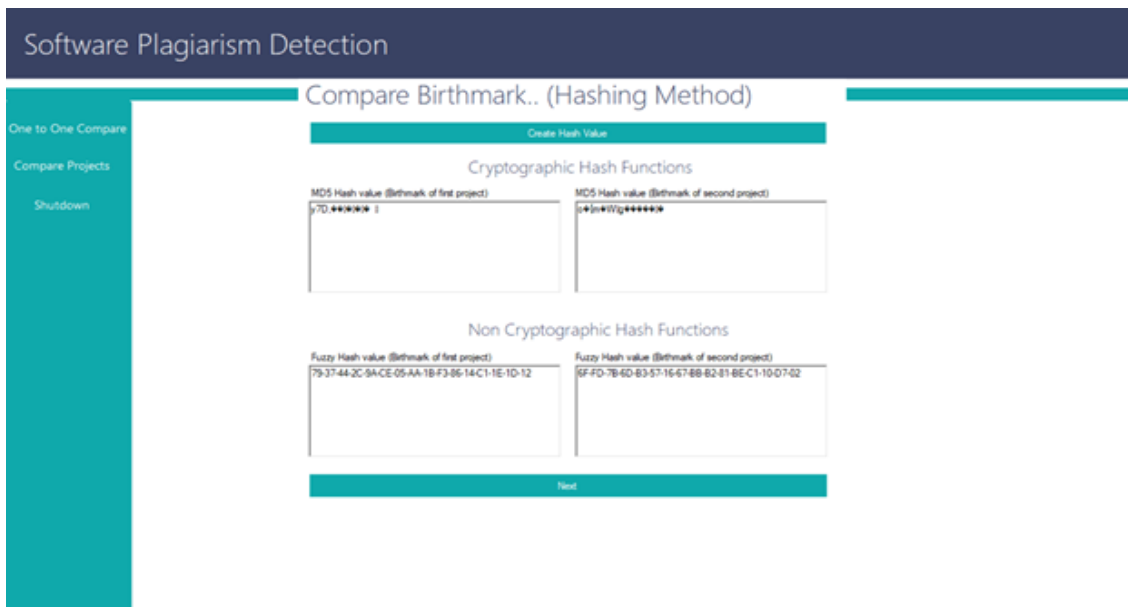 Software Plagiarism Detection
Compare Birthmark.. (Hashing Method)
One to One Compare
Compare Projects
Shutdown
Create Hash Value
Cryptographic Hash Functions
MD5 Hash value (Birthmark of first project)
MD5 Hash value (Birthmark of second project)
Non Cryptographic Hash Functions
Fuzzy Hash value (Birthmark of first project)
Fuzzy Hash value (Birthmark of second project)
79-37-44-2C-9A-CE-05-AA-1B-F3-86-14-C1-1E-1D-12
6F-FD-7B-6D-B3-57-16-67-BB-B2-81-BE-C1-10-D7-02
Next